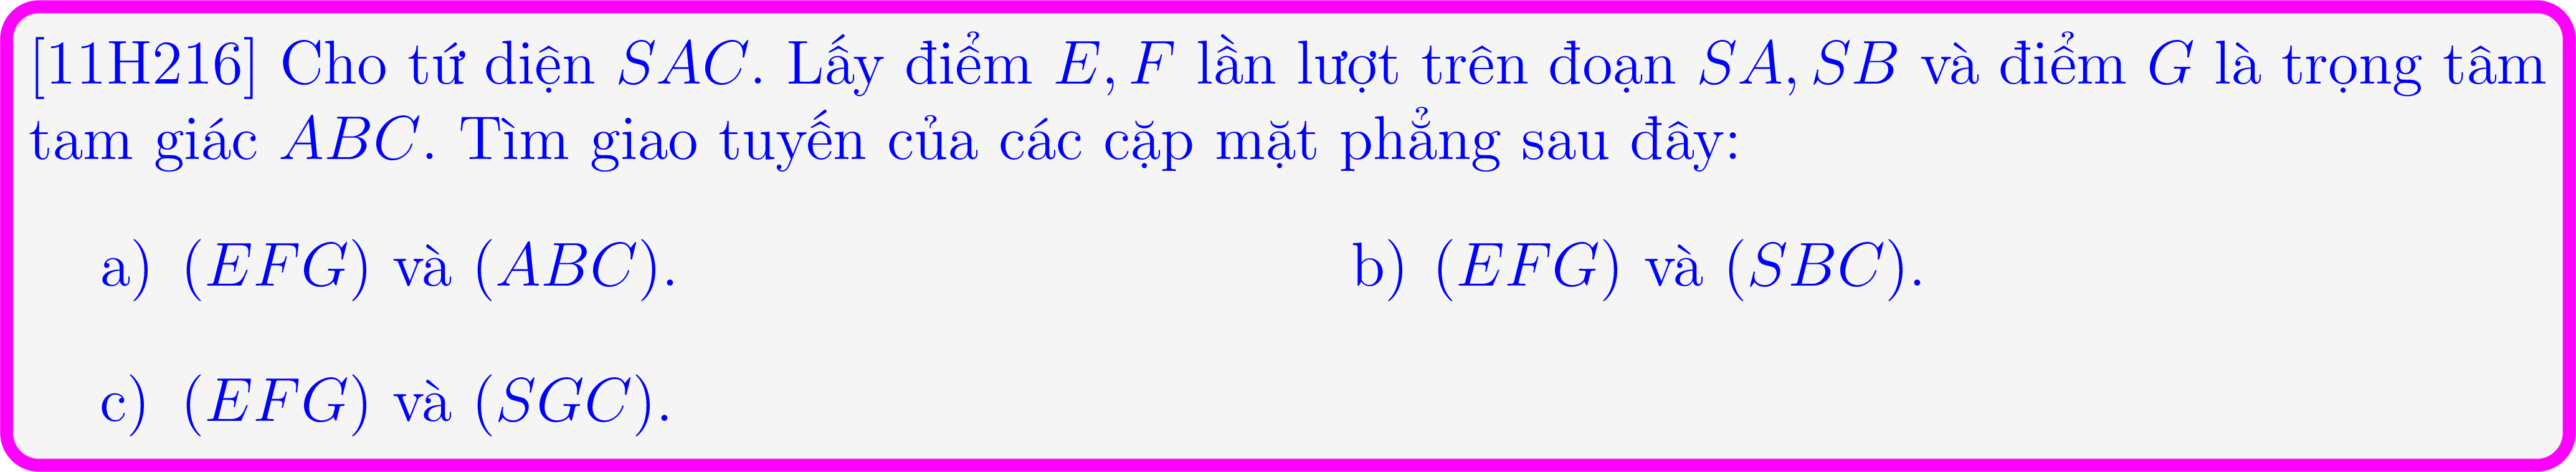 [11H216] Cho tứ diện SAC. Lấy điểm E, F lần lượt trên đoạn SA, SB và điểm G là trọng tâm
tam giác ABC. Tìm giao tuyến của các cặp mặt phẳng sau đây:
a) (EFG) và (ABC). b) (EFG) và (SBC).
c) (EFG) và (SGC).